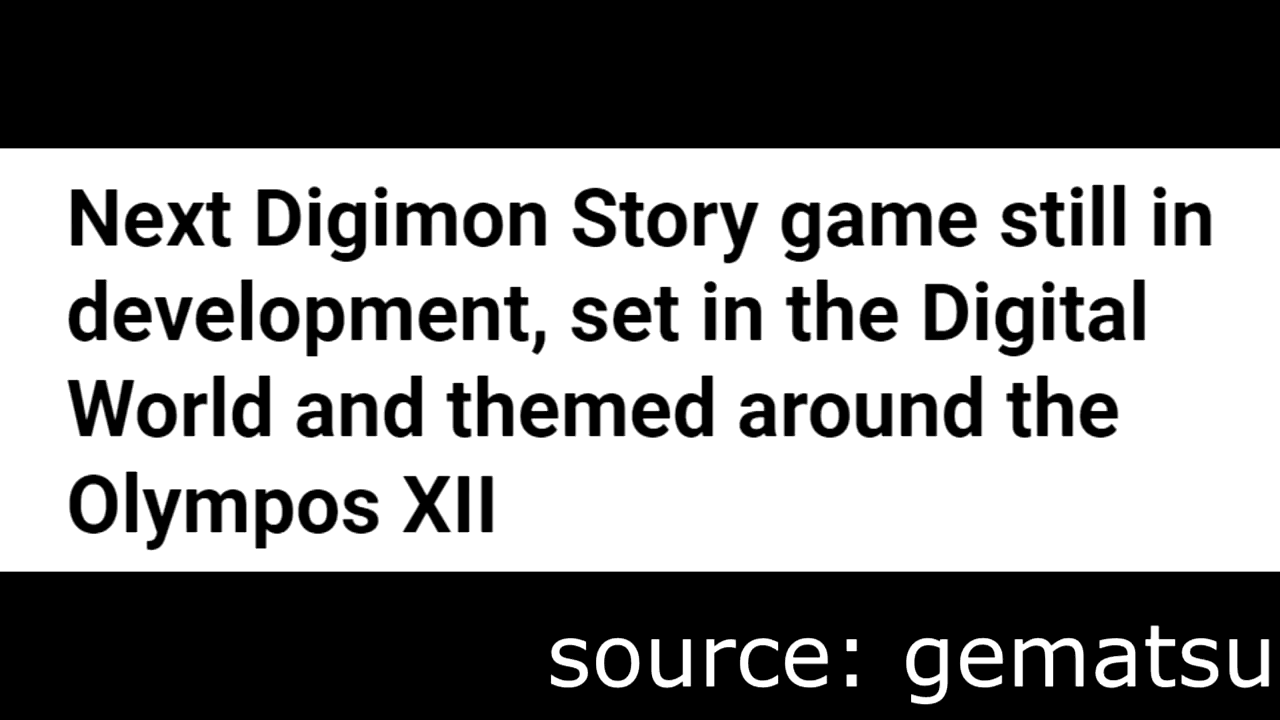 Next Digimon Story game still in
development, set in the Digital
World and themed around the
Olympos XII
source: gematsu